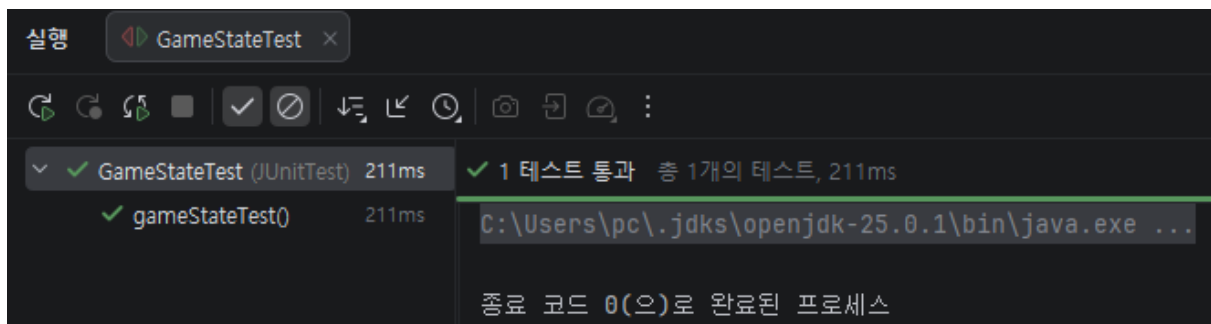 실행 GameStateTest ×
GameStateTest (JUnitTest) 211ms
✓ 1 테스트 통과 총 1개의 테스트, 211ms
gameStateTest() 211ms
C:\Users\pc\.jdks\openjdk-25.0.1\bin\java.exe ...
종료 코드 0(으)로 완료된 프로세스